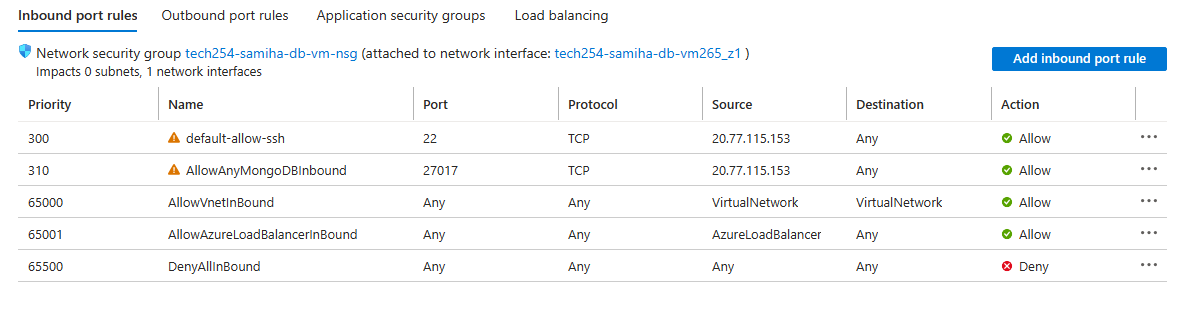 Inbound port rules Outbound port rules Application security groups Load balancing
Network security group tech254-samiha-db-vm-nsg (attached to network interface: tech254-samiha-db-vm265_z1 )
Impacts 0 subnets, 1 network interfaces
Add inbound port rule
Priority Name Port Protocol Source Destination Action
300 default-allow-ssh 22 TCP 20.77.115.153 Any Allow
310 AllowAnyMongoDBInbound 27017 TCP 20.77.115.153 Any Allow
65000 AllowVnetInBound Any Any VirtualNetwork VirtualNetwork Allow
65001 AllowAzureLoadBalancerInBound Any Any AzureLoadBalancer Any Allow
65500 DenyAllInBound Any Any Any Any Deny